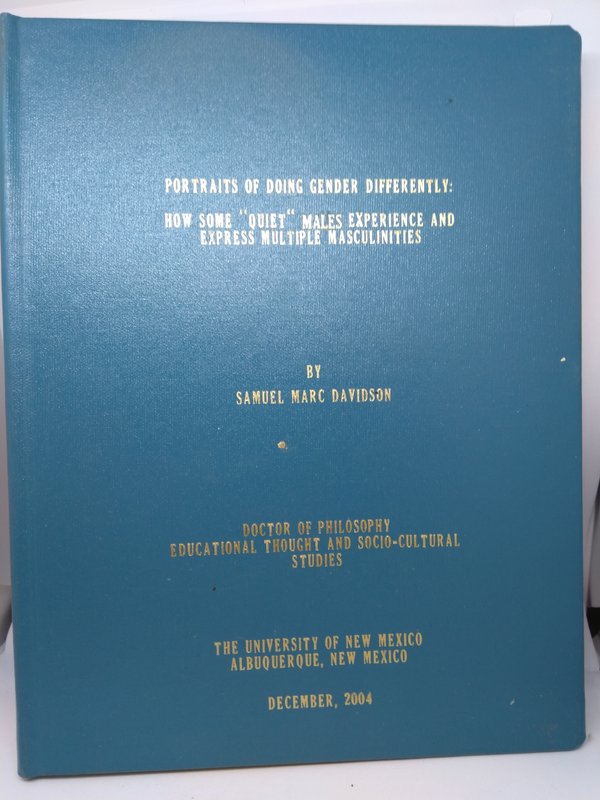 PORTRAITS OF DOING GENDER DIFFERENTLY:
HOW SOME "QUIET" MALES EXPERIENCE AND
EXPRESS MULTIPLE MASCULINITIES
BY
SAMUEL MARC DAVIDSON
DOCTOR OF PHILOSOPHY
EDUCATIONAL THOUGHT AND SOCIO-CULTURAL
STUDIES
THE UNIVERSITY OF NEW MEXICO
ALBUQUERQUE, NEW MEXICO
DECEMBER, 2004